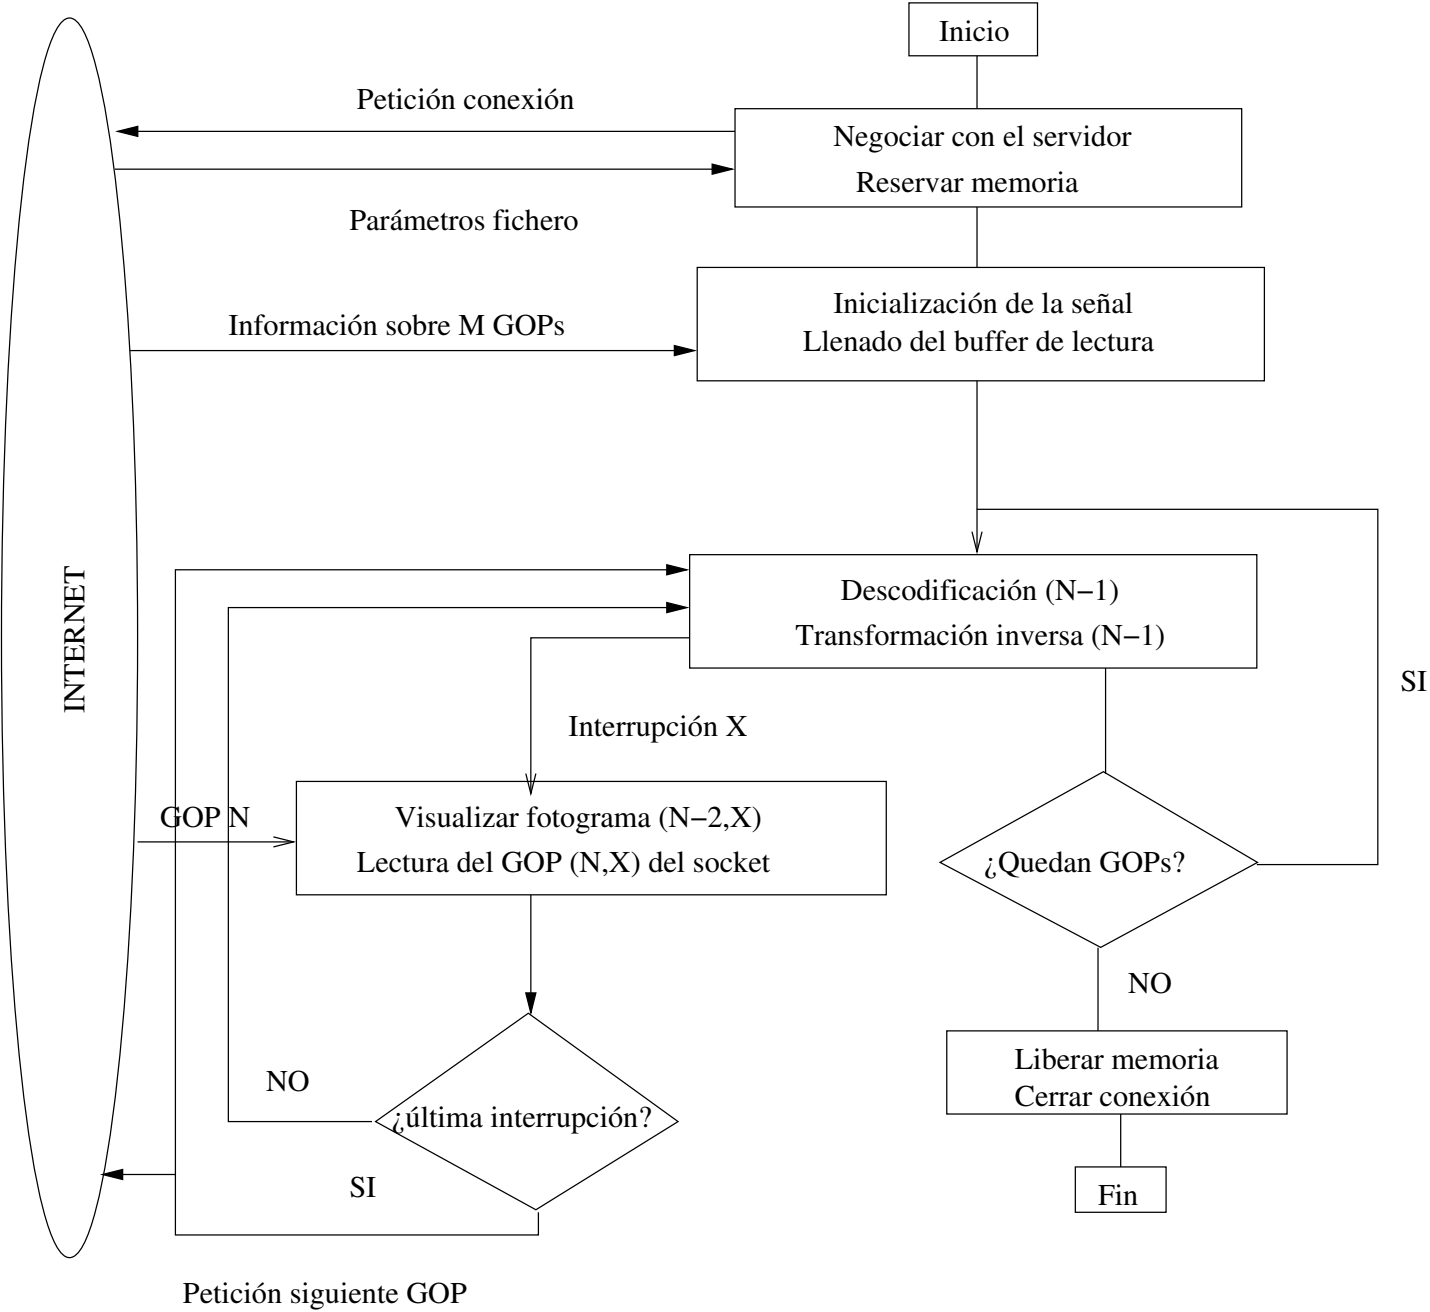 Inicio
Petición conexión
Negociar con el servidor
Reservar memoria
Parámetros fichero
Inicialización de la señal
Llenado del buffer de lectura
Información sobre M GOPs
INTERNET
Descodificación (N−1)
Transformación inversa (N−1)
SI
Interrupción X
GOP N
Visualizar fotograma (N−2,X)
Lectura del GOP (N,X) del socket
¿Quedan GOPs?
NO
Liberar memoria
Cerrar conexión
NO
¿última interrupción?
SI
Fin
Petición siguiente GOP